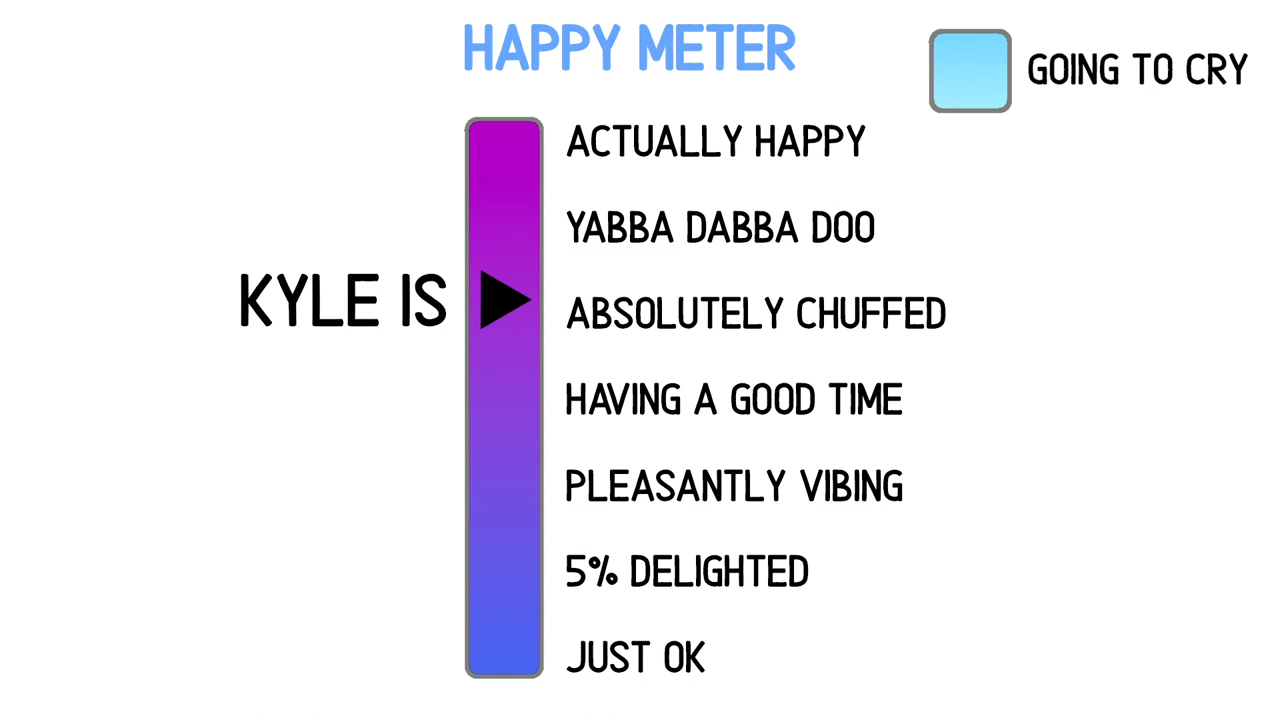 HAPPY METER
GOING TO CRY
ACTUALLY HAPPY
YABBA DABBA DOO
KYLE IS
ABSOLUTELY CHUFFED
HAVING A GOOD TIME
PLEASANTLY VIBING
5% DELIGHTED
JUST OK